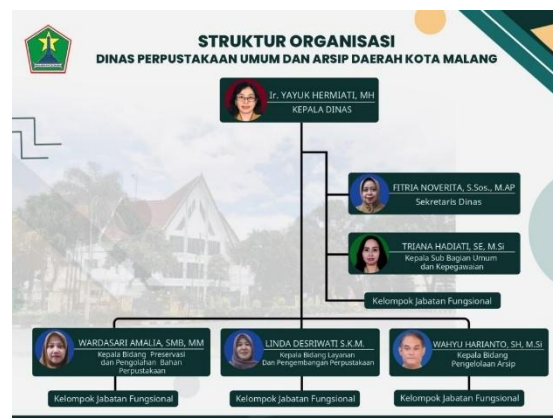 STRUKTUR ORGANISASI
DINAS PERPUSTAKAAN UMUM DAN ARSIP DAERAH KOTA MALANG
Ir. YAYUK HERMIATI, MH
KEPALA DINAS
FITRIA NOVERITA, S.Sos., M.AP
Sekretaris Dinas
TRIANA HADIATI, SE, M.Si
Kepala Sub Bagian Umum
dan Kepegawaian
Kelompok Jabatan Fungsional
WARDASARI AMALIA, SMB, MM
Kepala Bidang Preservasi
dan Pengolahan Bahan
Perpustakaan
Kelompok Jabatan Fungsional
LINDA DESRIWATI S.K.M.
Kepala Bidang Layanan
Dan Pengembangan Perpustakaan
Kelompok Jabatan Fungsional
WAHYU HARIANTO, SH, M.Si
Kepala Bidang
Pengelolaan Arsip
Kelompok Jabatan Fungsional